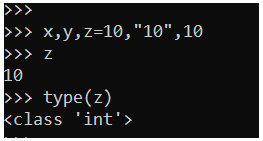 >>>
>>> x,y,z=10,"10",10
>>> z
10
>>> type(z)
<class 'int'>